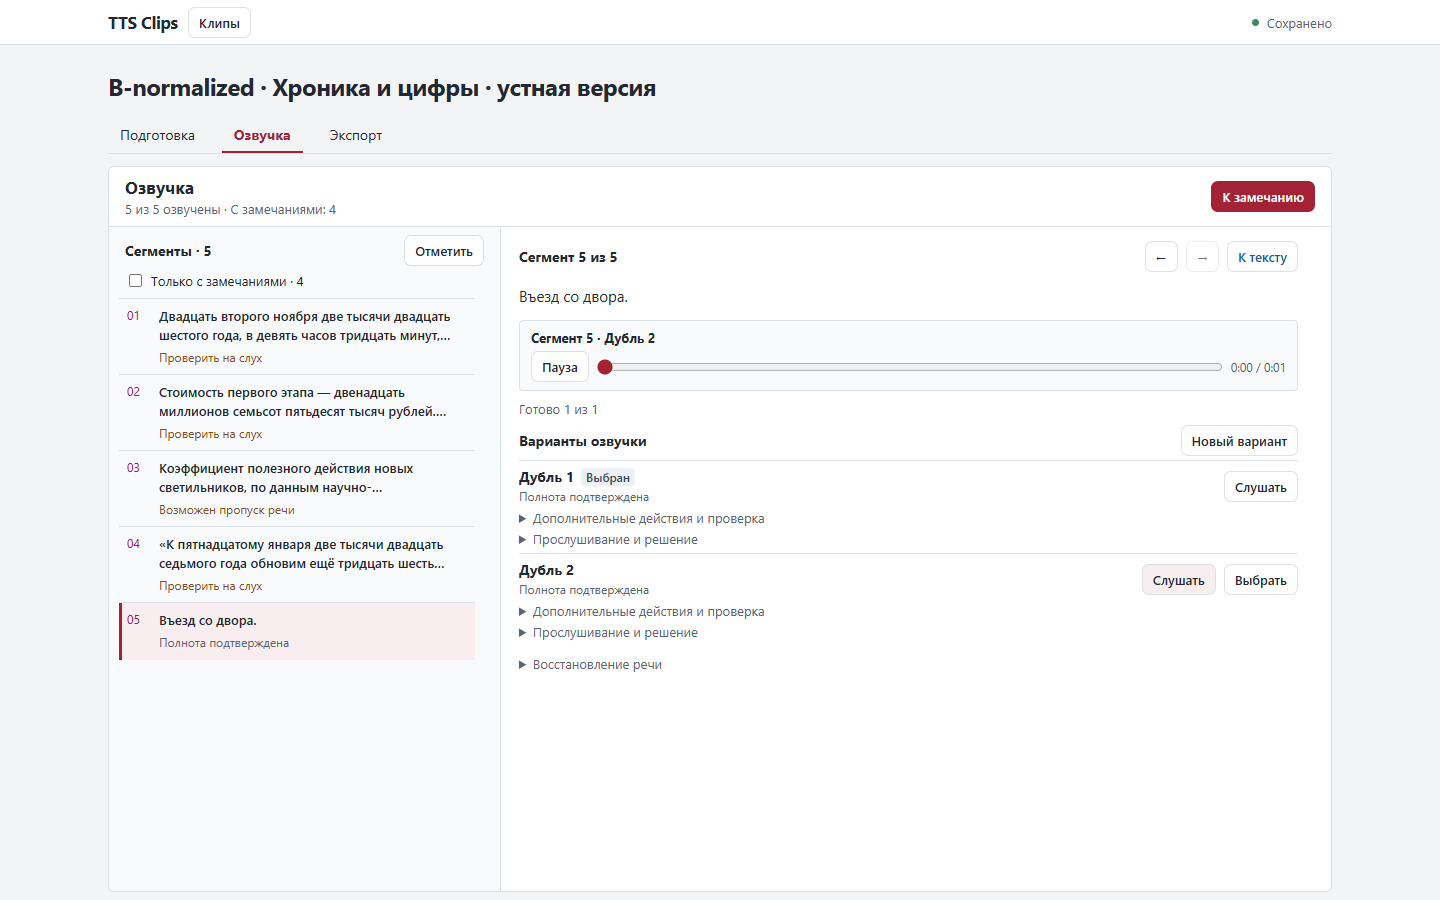 TTS Clips Клипы Сохранено
B-normalized · Хроника и цифры · устная версия
Подготовка Озвучка Экспорт
Озвучка
5 из 5 озвучены · С замечаниями: 4
К замечанию
Сегменты · 5 Отметить
Только с замечаниями · 4
01 Двадцать второго ноября две тысячи двадцать
шестого года, в девять часов тридцать минут,...
Проверить на слух
02 Стоимость первого этапа — двенадцать
миллионов семьсот пятьдесят тысяч рублей....
Проверить на слух
03 Коэффициент полезного действия новых
светильников, по данным научно-...
Возможен пропуск речи
04 «К пятнадцатому января две тысячи двадцать
седьмого года обновим ещё тридцать шесть...
Проверить на слух
05 Въезд со двора.
Полнота подтверждена
Сегмент 5 из 5 ← → К тексту
Въезд со двора.
Сегмент 5 · Дубль 2
Пауза 0:00 / 0:01
Готово 1 из 1
Варианты озвучки Новый вариант
Дубль 1 Выбран Слушать
Полнота подтверждена
Дополнительные действия и проверка
Прослушивание и решение
Дубль 2 Слушать Выбрать
Полнота подтверждена
Дополнительные действия и проверка
Прослушивание и решение
Восстановление речи